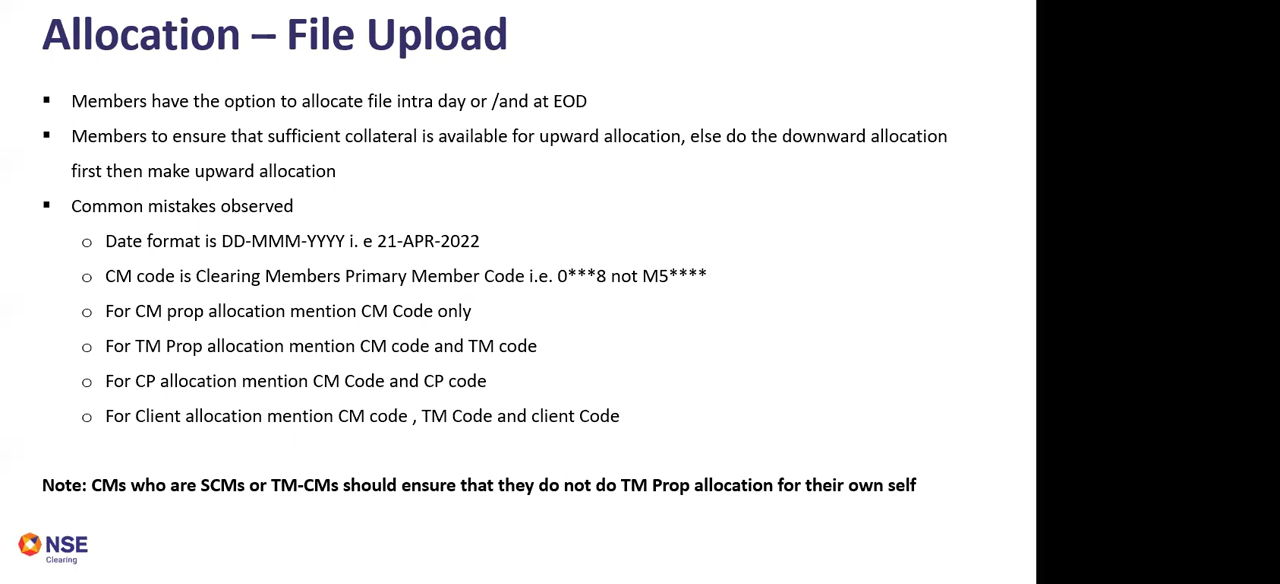 Allocation – File Upload
▪ Members have the option to allocate file intra day or /and at EOD
▪ Members to ensure that sufficient collateral is available for upward allocation, else do the downward allocation
first then make upward allocation
▪ Common mistakes observed
o Date format is DD-MMM-YYYY i. e 21-APR-2022
o CM code is Clearing Members Primary Member Code i.e. 0***8 not M5****
o For CM prop allocation mention CM Code only
o For TM Prop allocation mention CM code and TM code
o For CP allocation mention CM Code and CP code
o For Client allocation mention CM code , TM Code and client Code
Note: CMs who are SCMs or TM-CMs should ensure that they do not do TM Prop allocation for their own self
NSE
Clearing